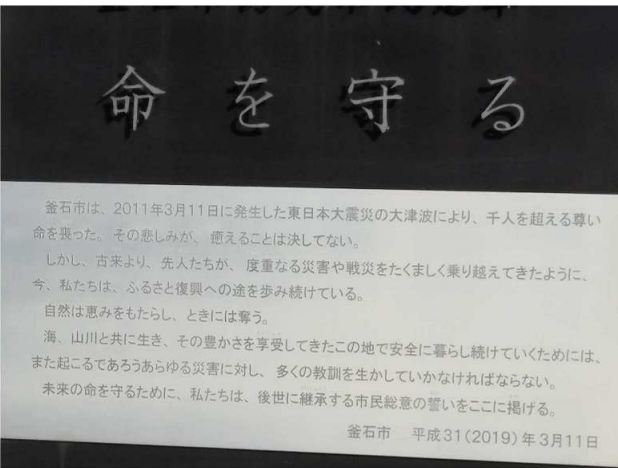 命を守る
釜石市は、2011年3月11日に発生した東日本大震災の大津波により、千人を超える尊い
命を喪った。その悲しみが、癒えることは決してない。
しかし、古来より、先人たちが、度重なる災害や戦災をたくましく乗り越えてきたように、
今、私たちは、ふるさと復興への途を歩み続けている。
自然は恵みをもたらし、ときには奪う。
海、山川と共に生き、その豊かさを享受してきたこの地で安全に暮らし続けていくためには、
また起こるであろうあらゆる災害に対し、多くの教訓を生かしていかなければならない。
未来の命を守るために、私たちは、後世に継承する市民総意の誓いをここに掲げる。
釜石市　平成31(2019)年3月11日